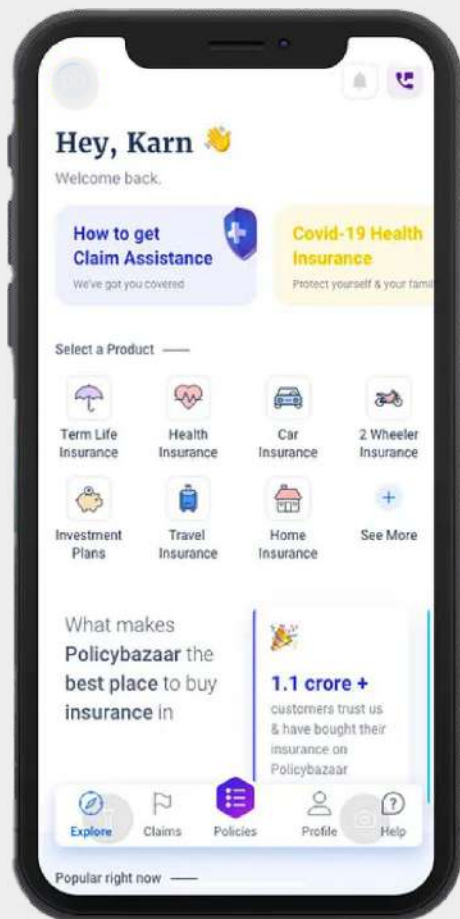 Hey, Karn 👋
Welcome back.
How to get
Claim Assistance
We've got you covered
Covid-19 Health
Insurance
Protect yourself & your famil
Select a Product
Term Life
Insurance
Health
Insurance
Car
Insurance
2 Wheeler
Insurance
Investment
Plans
Travel
Insurance
Home
Insurance
See More
What makes
Policybazaar the
best place to buy
insurance in
1.1 crore +
customers trust us
& have bought their
insurance on
Policybazaar
Explore
Claims
Policies
Profile
Help
Popular right now